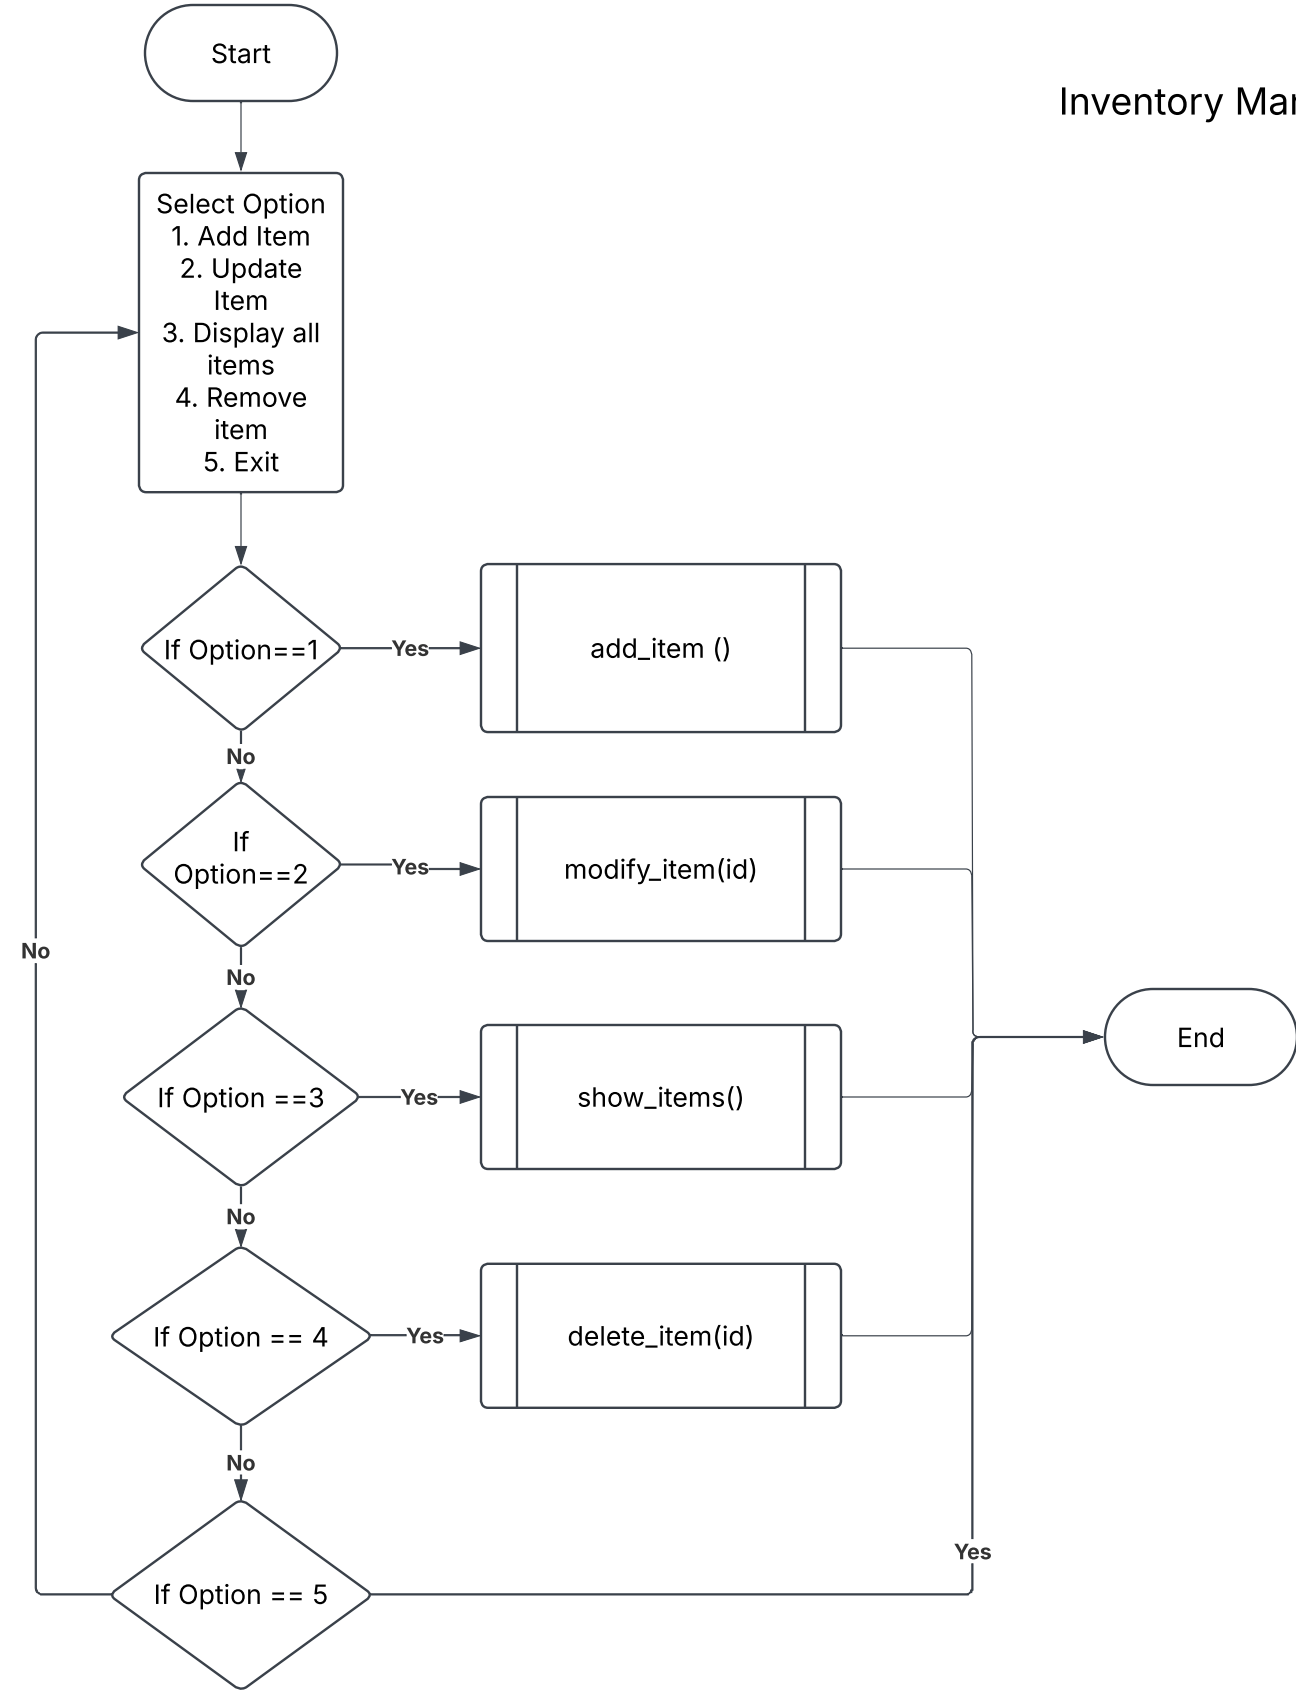 Start
Inventory Mar
Select Option
1. Add Item
2. Update
Item
3. Display all
items
4. Remove
item
5. Exit
If Option==1
Yes
add_item ()
No
If
Option==2
Yes
modify_item(id)
No
No
End
If Option ==3
Yes
show_items()
No
If Option == 4
Yes
delete_item(id)
No
Yes
If Option == 5